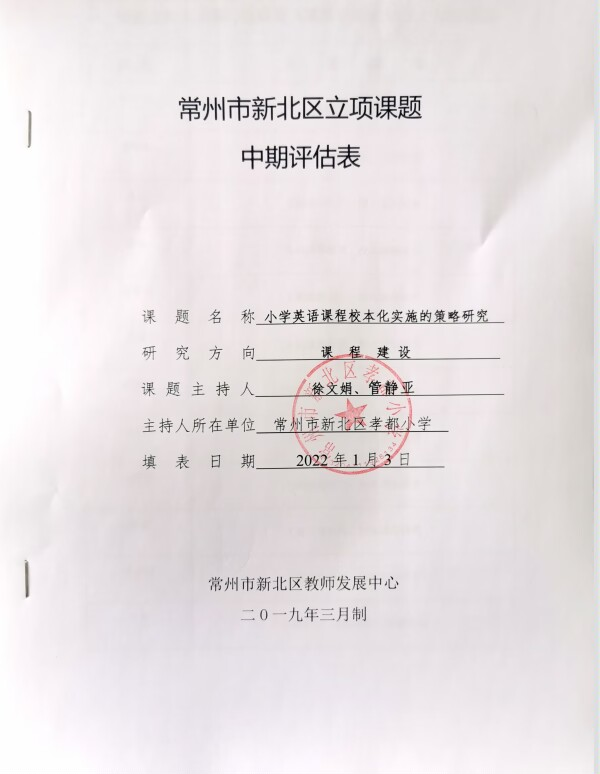 常州市新北区立项课题
中期评估表
课题名称 小学英语课程校本化实施的策略研究
研究方向 课程建设
课题主持人 徐文娟、管静亚
主持人所在单位 常州市新北区孝都小学
填表日期 2022年1月3日
常州市新北区教师发展中心
二0一九年三月制